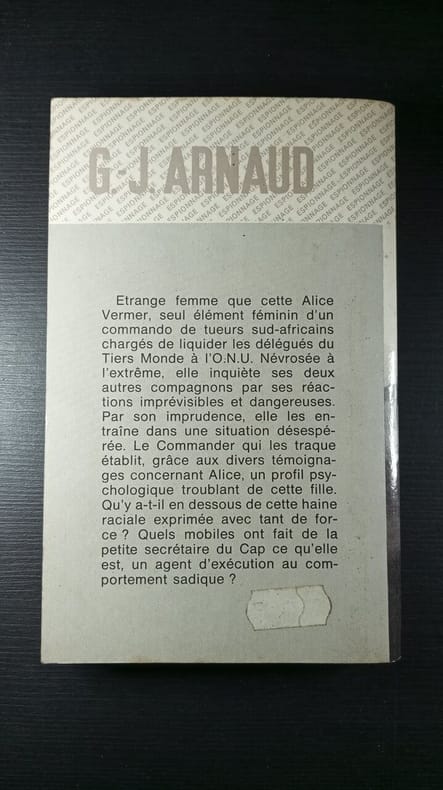 G.-J. ARNAUD
Etrange femme que cette Alice
Vermer, seul élément féminin d'un
commando de tueurs sud-africains
chargés de liquider les délégués du
Tiers Monde à l'O.N.U. Névrosée à
l'extrême, elle inquiète ses deux
autres compagnons par ses réac-
tions imprévisibles et dangereuses.
Par son imprudence, elle les en-
traîne dans une situation désespé-
rée. Le Commander qui les traque
établit, grâce aux divers témoigna-
ges concernant Alice, un profil psy-
chologique troublant de cette fille.
Qu'y a-t-il en dessous de cette haine
raciale exprimée avec tant de for-
ce ? Quels mobiles ont fait de la
petite secrétaire du Cap ce qu'elle
est, un agent d'exécution au com-
portement sadique ?